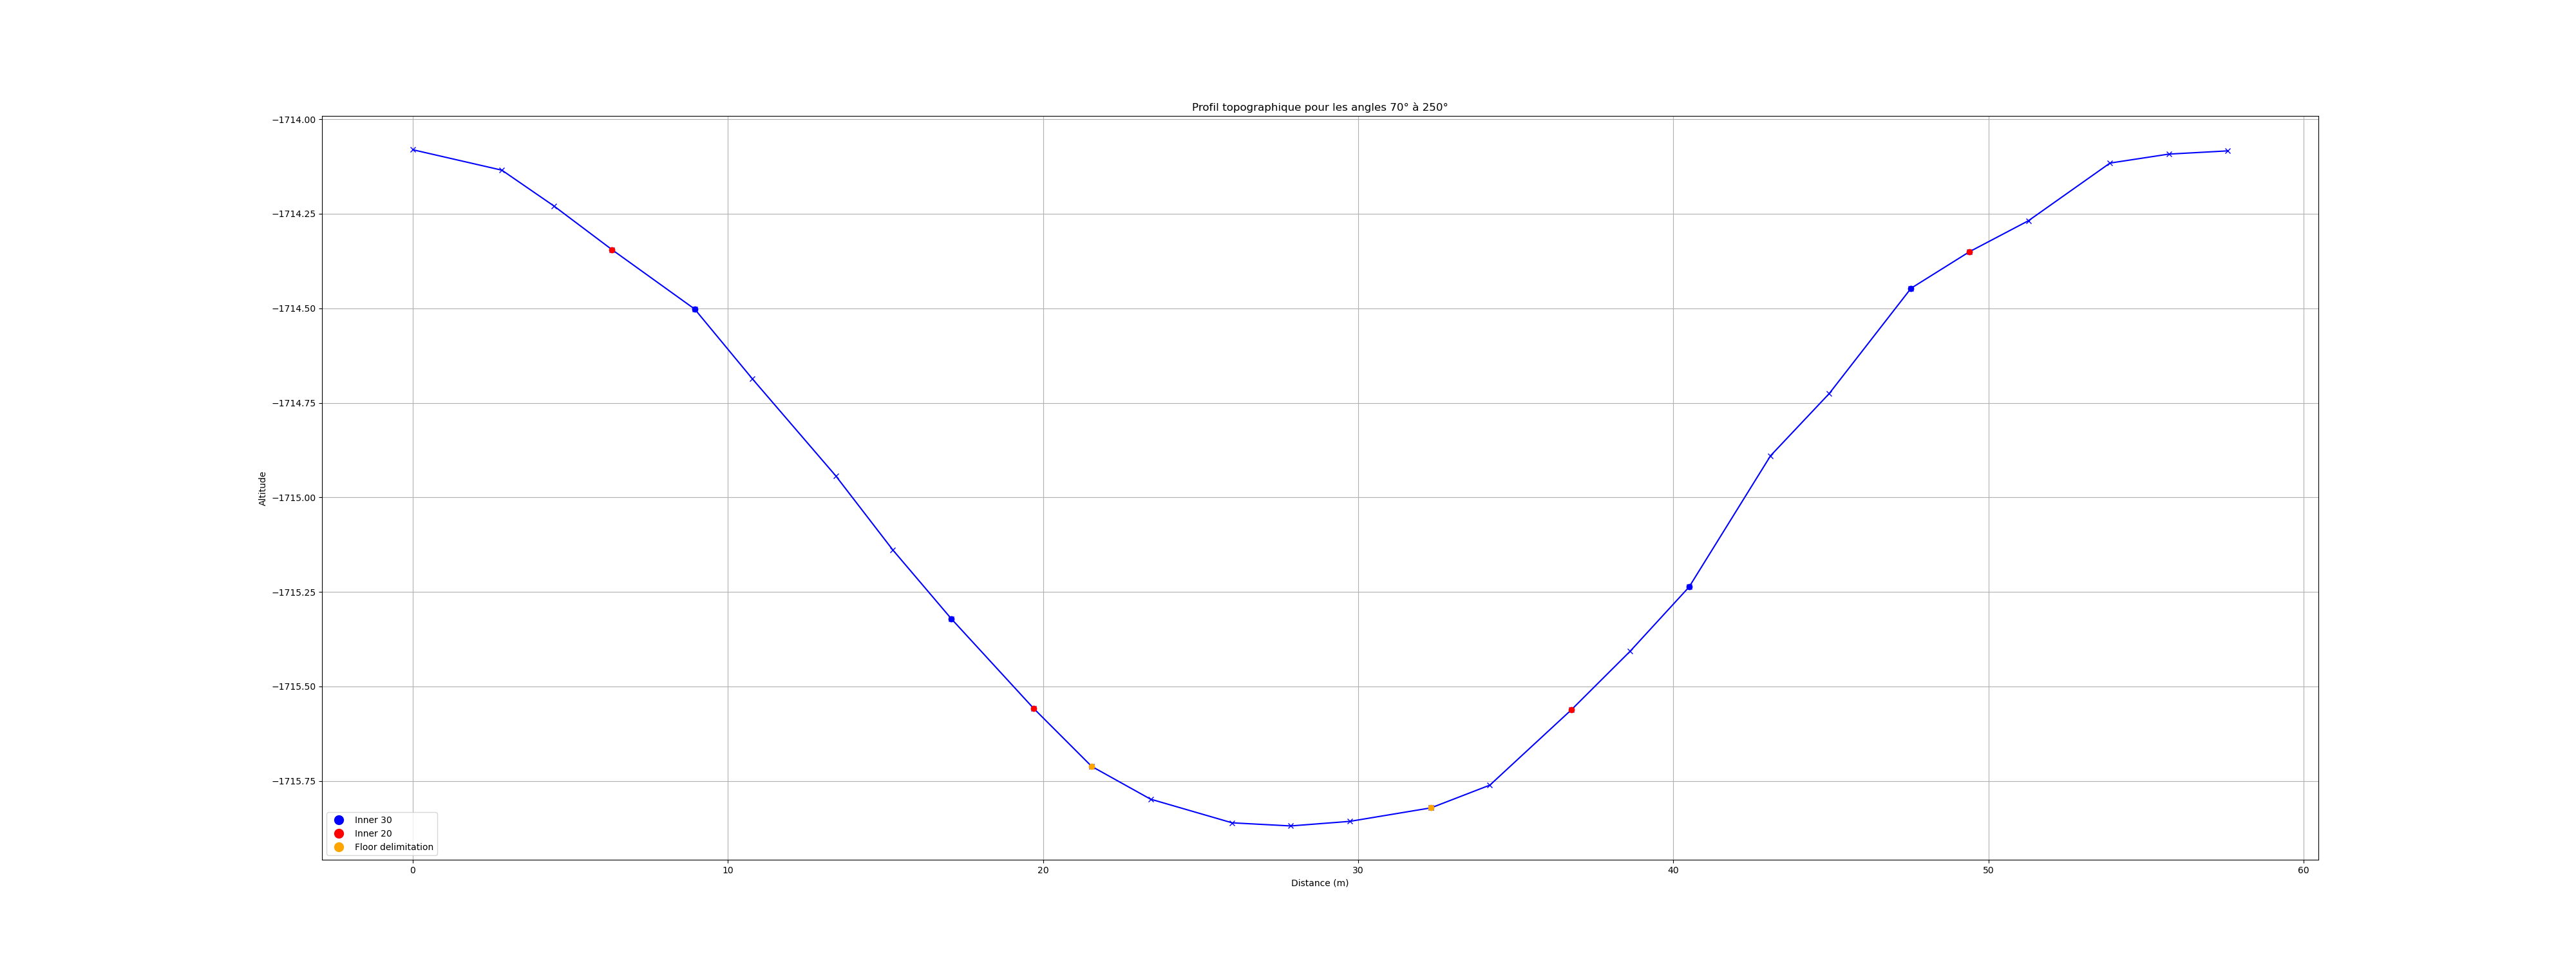 Profil topographique pour les angles 70° à 250°
−1714.00
−1714.25
−1714.50
−1714.75
−1715.00
−1715.25
−1715.50
−1715.75
Altitude
Inner 30
Inner 20
Floor delimitation
0 10 20 30 40 50 60
Distance (m)